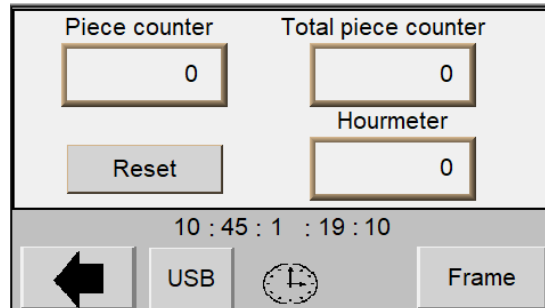 Piece counter Total piece counter
0 0
Hourmeter
Reset 0
10 : 45 : 1 : 19 : 10
USB Frame